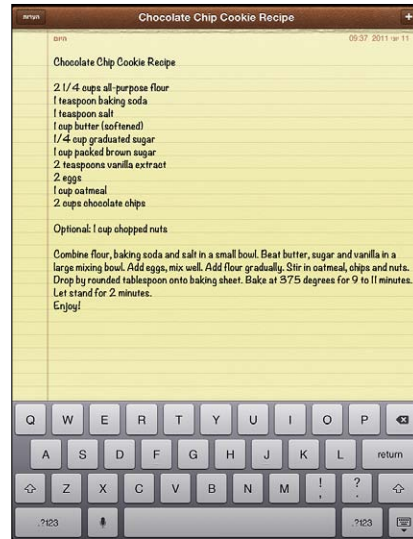 הערות
Chocolate Chip Cookie Recipe
+
היום
11 יוני 2011 09:37
Chocolate Chip Cookie Recipe
2 1/4 cups all-purpose flour
1 teaspoon baking soda
1 teaspoon salt
1 cup butter (softened)
1/4 cup graduated sugar
1 cup packed brown sugar
2 teaspoons vanilla extract
2 eggs
1 cup oatmeal
2 cups chocolate chips
Optional: 1 cup chopped nuts
Combine flour, baking soda and salt in a small bowl. Beat butter, sugar and vanilla in a
large mixing bowl. Add eggs, mix well. Add flour gradually. Stir in oatmeal, chips and nuts.
Drop by rounded tablespoon onto baking sheet. Bake at 375 degrees for 9 to 11 minutes.
Let stand for 2 minutes.
Enjoy!
Q W E R T Y U I O P
A S D F G H J K L return
Z X C V B N M ! , ? .
.?123 .?123